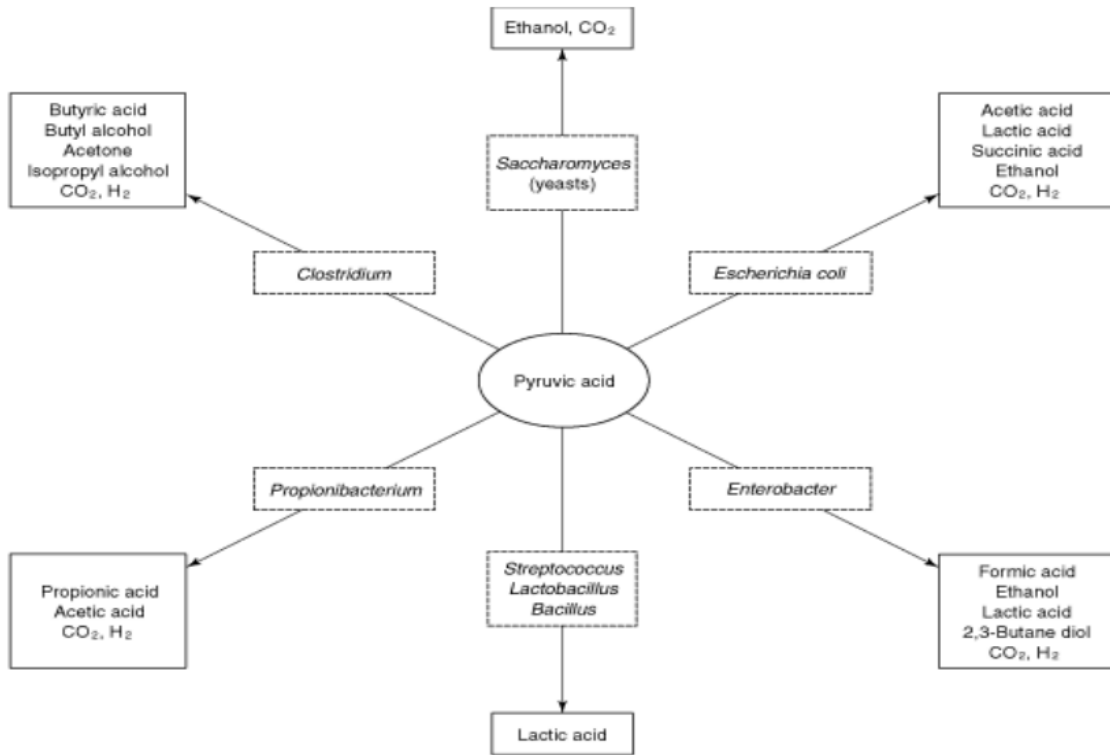 Ethanol, CO₂
Butyric acid
Butyl alcohol
Acetone
Isopropyl alcohol
CO₂, H₂
Saccharomyces
(yeasts)
Acetic acid
Lactic acid
Succinic acid
Ethanol
CO₂, H₂
Clostridium
Escherichia coli
Pyruvic acid
Propionibacterium
Enterobacter
Propionic acid
Acetic acid
CO₂, H₂
Streptococcus
Lactobacillus
Bacillus
Formic acid
Ethanol
Lactic acid
2,3-Butane diol
CO₂, H₂
Lactic acid